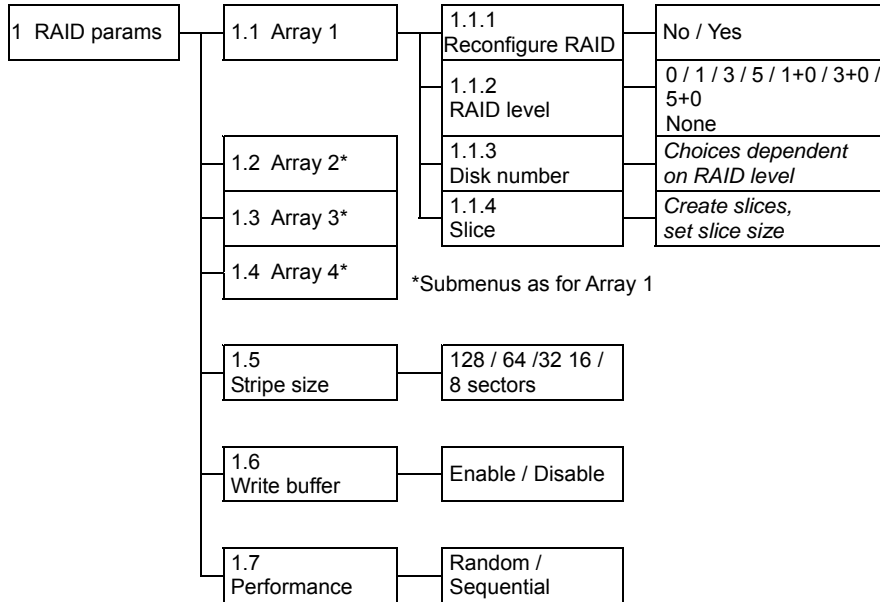 1 RAID params
1.1 Array 1
1.1.1
Reconfigure RAID
No / Yes
1.1.2
RAID level
0 / 1 / 3 / 5 / 1+0 / 3+0 /
5+0
None
1.2 Array 2*
1.1.3
Disk number
Choices dependent
on RAID level
1.3 Array 3*
1.1.4
Slice
Create slices,
set slice size
1.4 Array 4*
*Submenus as for Array 1
1.5
Stripe size
128 / 64 /32 16 /
8 sectors
1.6
Write buffer
Enable / Disable
1.7
Performance
Random /
Sequential